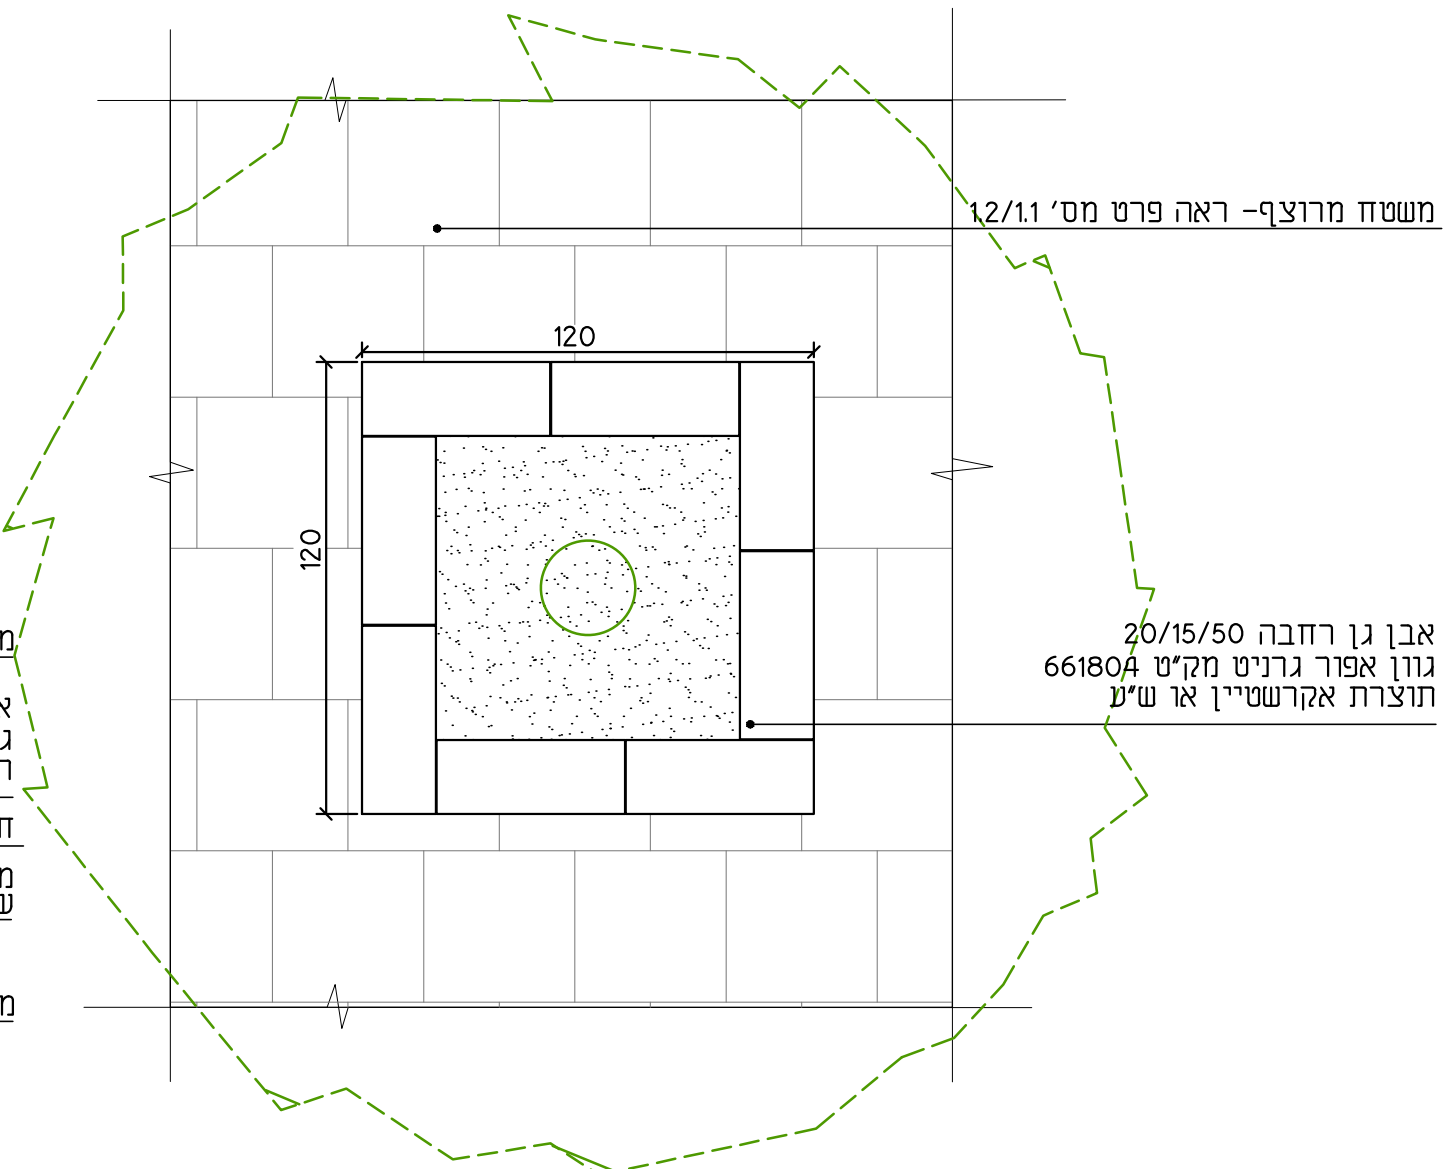 משטח מרוצף- ראה פרט מס' 1.2/1.1
120
120
אבן גן רחבה 20/15/50
גוון אפור גרניט מק"ט 661804
תוצרת אקרשטיין או ש"ע